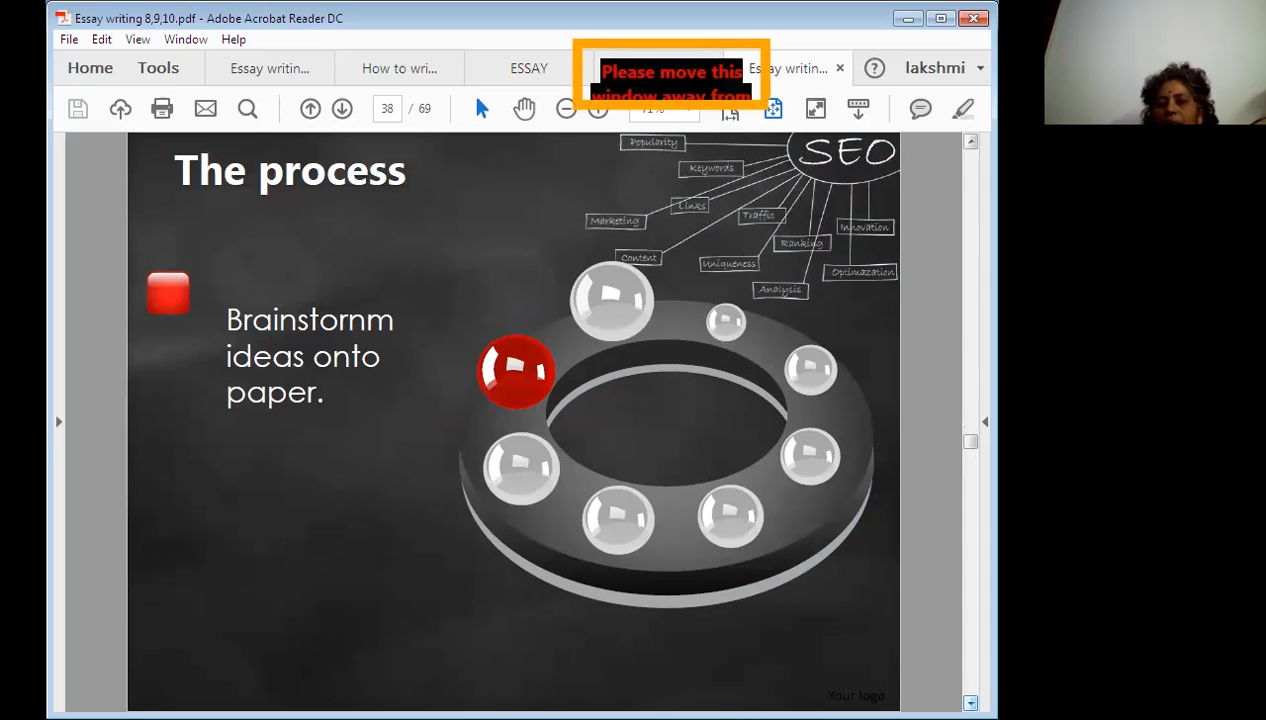 Essay writing 8,9,10.pdf - Adobe Acrobat Reader DC
File Edit View Window Help
Home Tools Essay writin... How to wri... ESSAY Essay writin... × ? lakshmi
Please move this
window away from
38 / 69 71%
The process
SEO
Popularity
Keywords
Links
Marketing
Traffic
Innovation
Ranking
Content
Uniqueness
Optimazation
Analysis
Brainstornm
ideas onto
paper.
Your logo